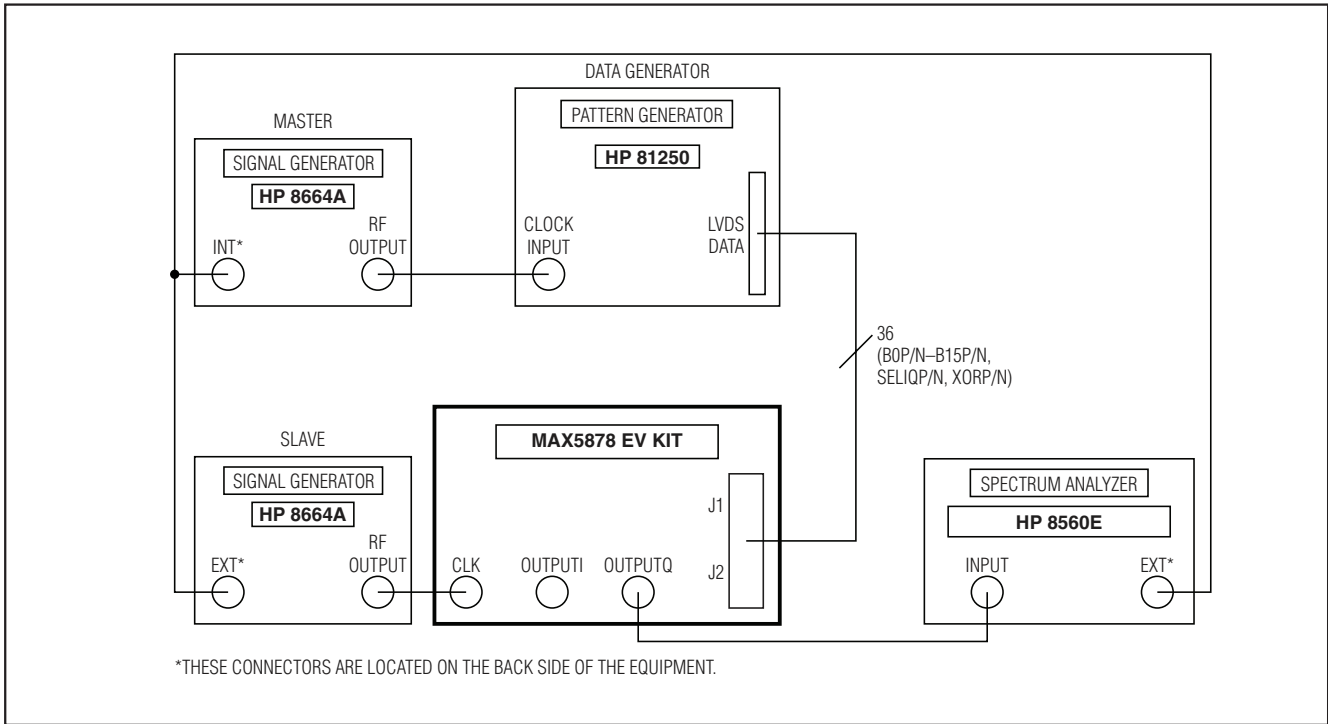 DATA GENERATOR
PATTERN GENERATOR
HP 81250
CLOCK
INPUT
LVDS
DATA
MASTER
SIGNAL GENERATOR
HP 8664A
INT*
RF
OUTPUT
36
(B0P/N–B15P/N,
SELIQP/N, XORP/N)
SLAVE
SIGNAL GENERATOR
HP 8664A
EXT*
RF
OUTPUT
MAX5878 EV KIT
J1
J2
CLK
OUTPUTI
OUTPUTQ
SPECTRUM ANALYZER
HP 8560E
INPUT
EXT*
*THESE CONNECTORS ARE LOCATED ON THE BACK SIDE OF THE EQUIPMENT.